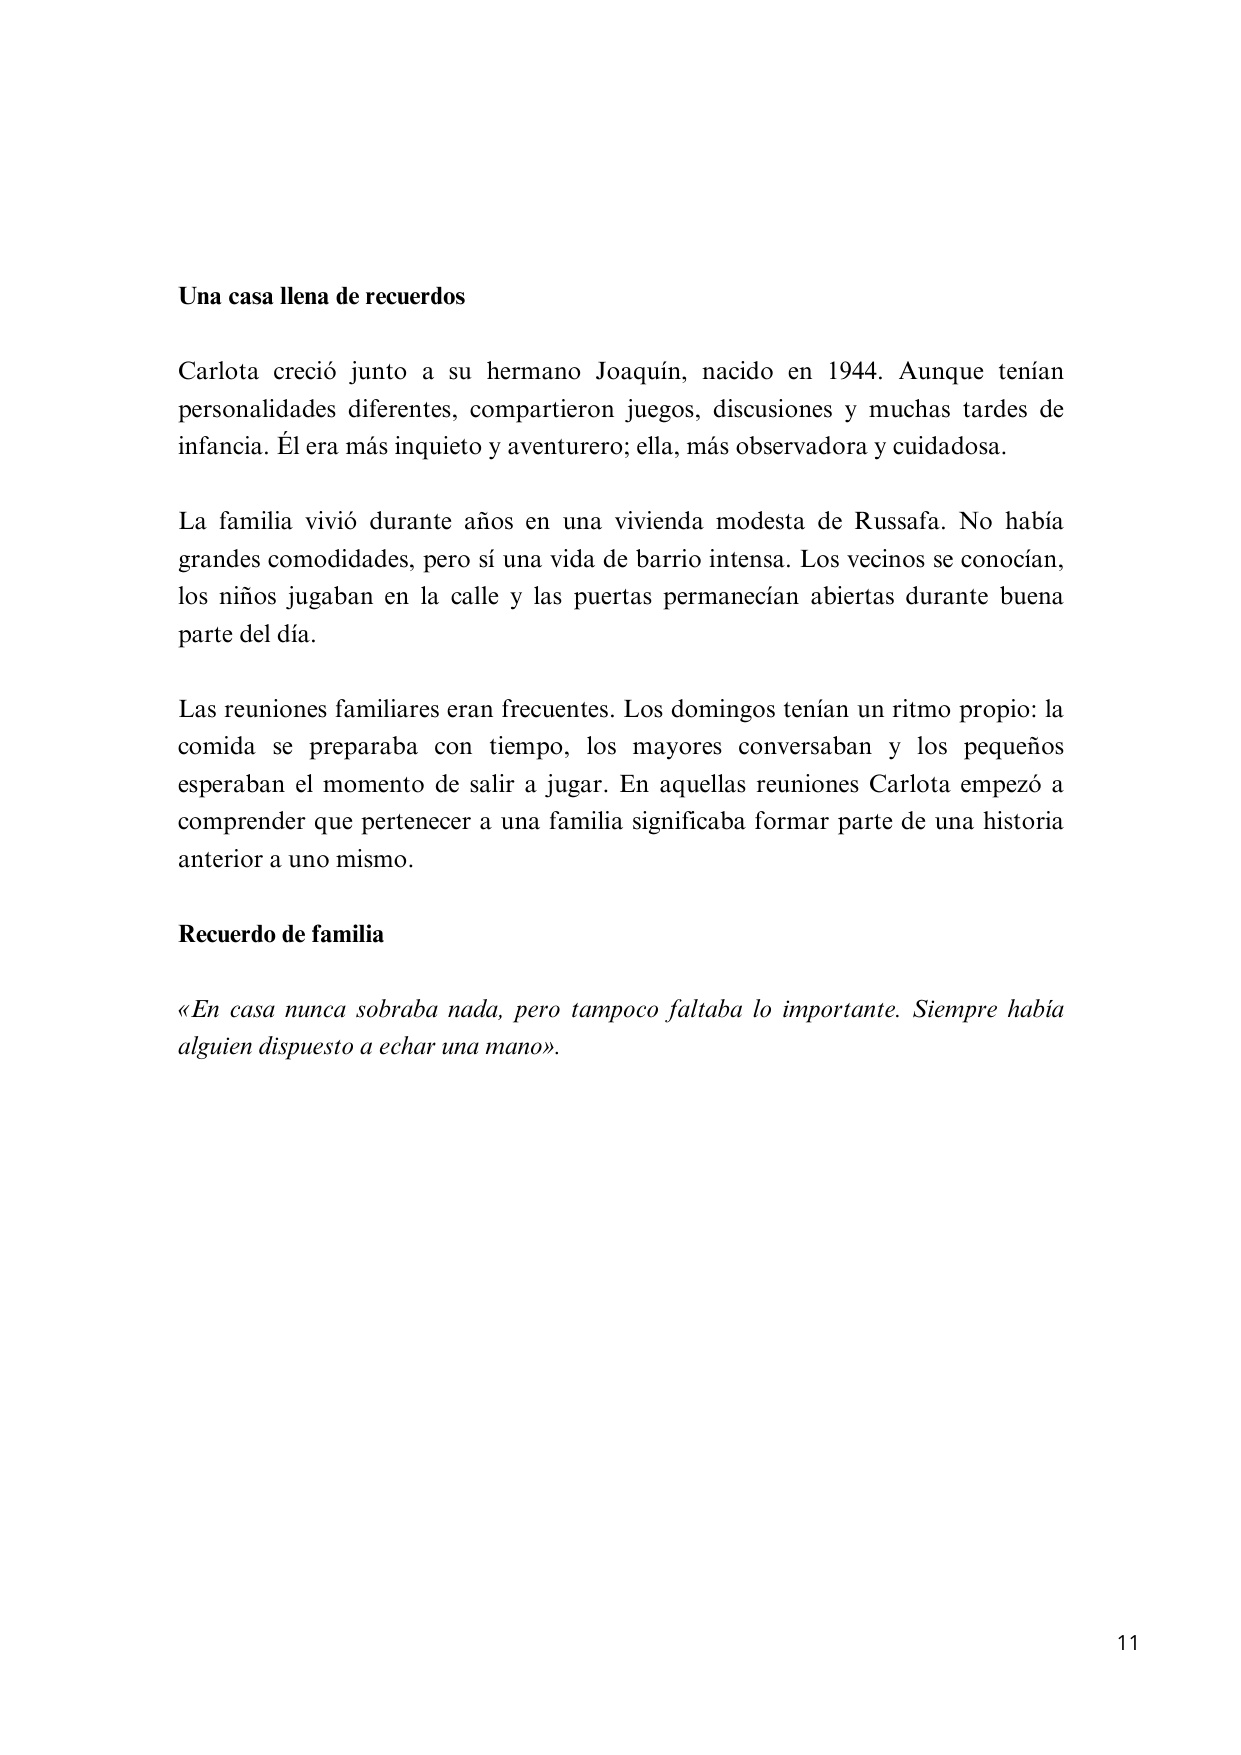 Una casa llena de recuerdos
Carlota creció junto a su hermano Joaquín, nacido en 1944. Aunque tenían
personalidades diferentes, compartieron juegos, discusiones y muchas tardes de
infancia. Él era más inquieto y aventurero; ella, más observadora y cuidadosa.
La familia vivió durante años en una vivienda modesta de Russafa. No había
grandes comodidades, pero sí una vida de barrio intensa. Los vecinos se conocían,
los niños jugaban en la calle y las puertas permanecían abiertas durante buena
parte del día.
Las reuniones familiares eran frecuentes. Los domingos tenían un ritmo propio: la
comida se preparaba con tiempo, los mayores conversaban y los pequeños
esperaban el momento de salir a jugar. En aquellas reuniones Carlota empezó a
comprender que pertenecer a una familia significaba formar parte de una historia
anterior a uno mismo.
Recuerdo de familia
«En casa nunca sobraba nada, pero tampoco faltaba lo importante. Siempre había
alguien dispuesto a echar una mano».
11